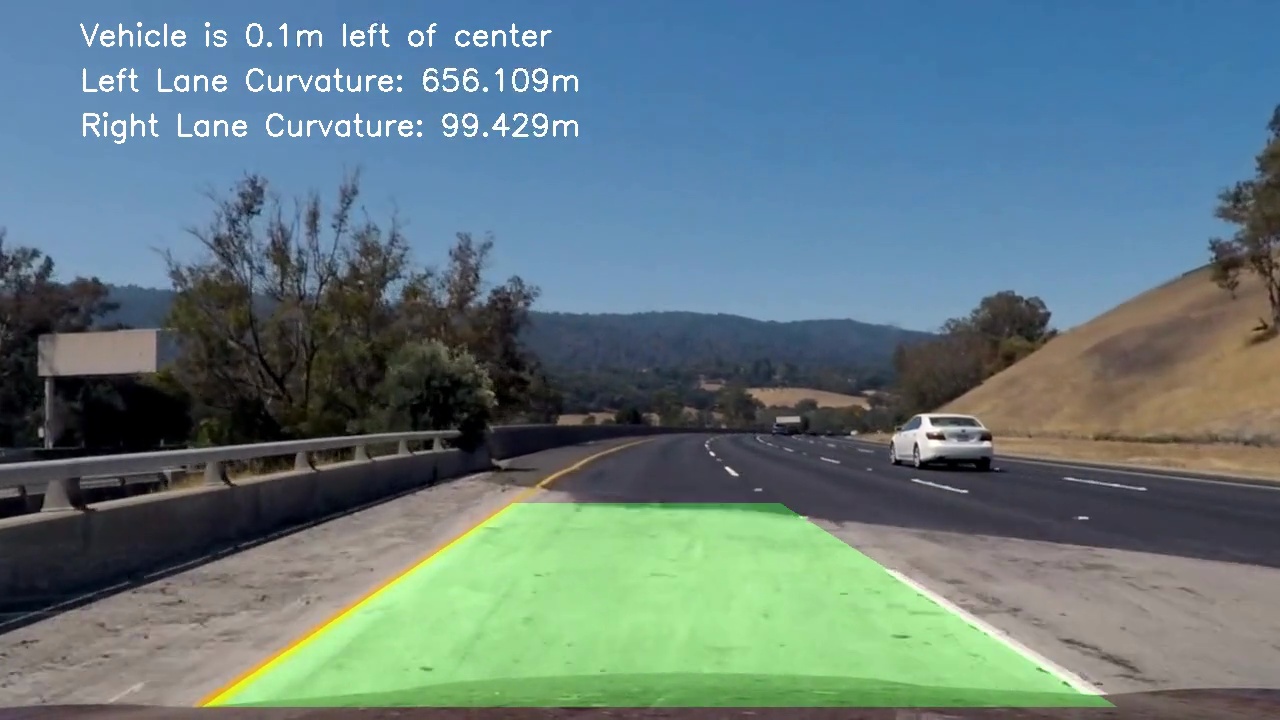 Vehicle is 0.1m left of center
Left Lane Curvature: 656.109m
Right Lane Curvature: 99.429m